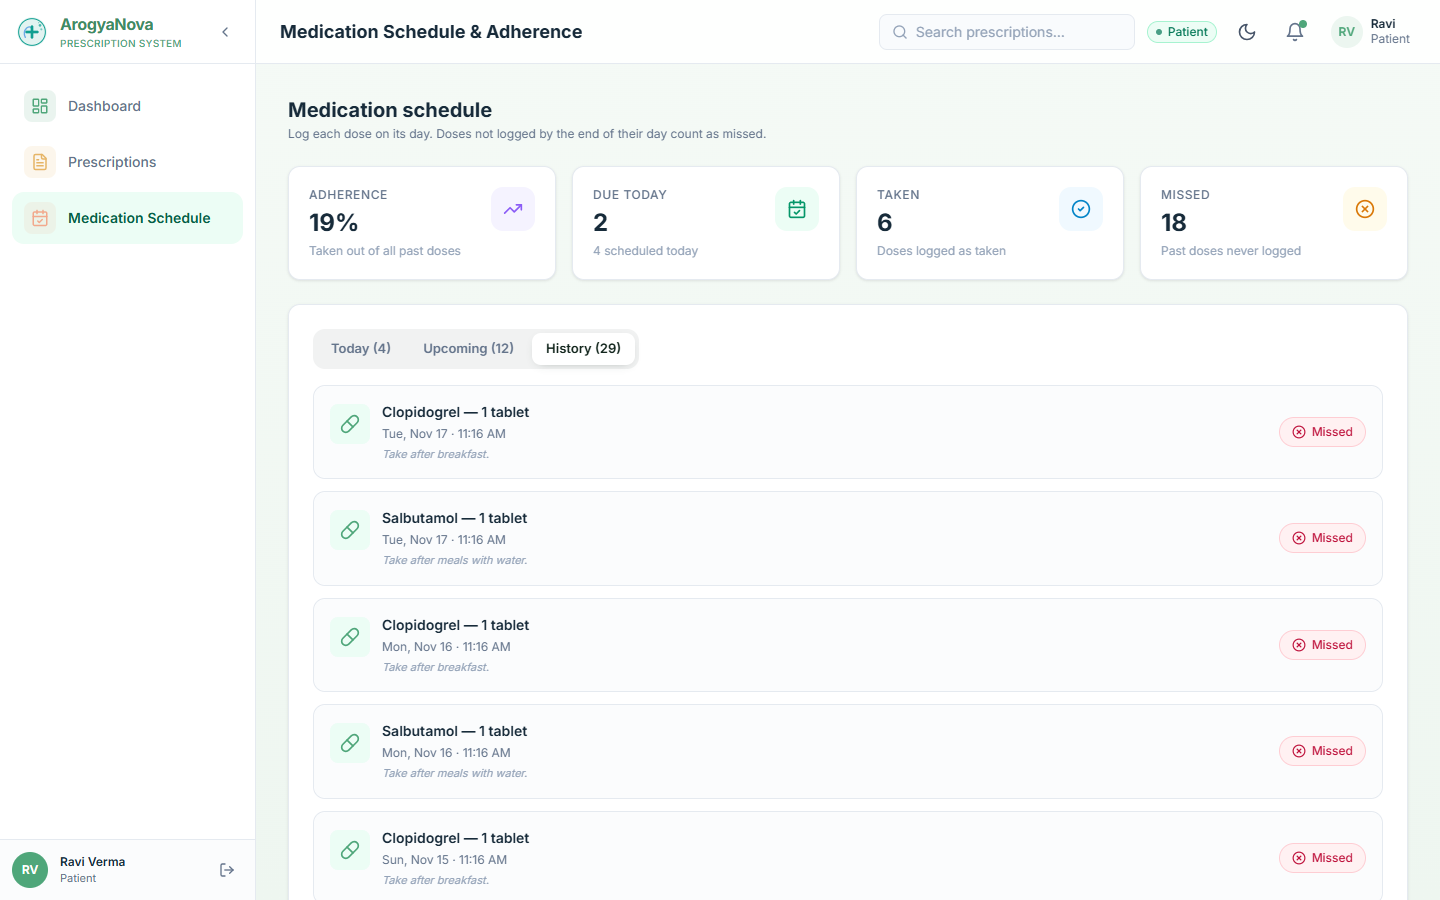 ArogyaNova
PRESCRIPTION SYSTEM
Dashboard
Prescriptions
Medication Schedule
RV
Ravi Verma
Patient
Medication Schedule & Adherence
Search prescriptions...
Patient
RV
Ravi
Patient
Medication schedule
Log each dose on its day. Doses not logged by the end of their day count as missed.
ADHERENCE
19%
Taken out of all past doses
DUE TODAY
2
4 scheduled today
TAKEN
6
Doses logged as taken
MISSED
18
Past doses never logged
Today (4)
Upcoming (12)
History (29)
Clopidogrel — 1 tablet
Tue, Nov 17 · 11:16 AM
Take after breakfast.
Missed
Salbutamol — 1 tablet
Tue, Nov 17 · 11:16 AM
Take after meals with water.
Missed
Clopidogrel — 1 tablet
Mon, Nov 16 · 11:16 AM
Take after breakfast.
Missed
Salbutamol — 1 tablet
Mon, Nov 16 · 11:16 AM
Take after meals with water.
Missed
Clopidogrel — 1 tablet
Sun, Nov 15 · 11:16 AM
Take after breakfast.
Missed